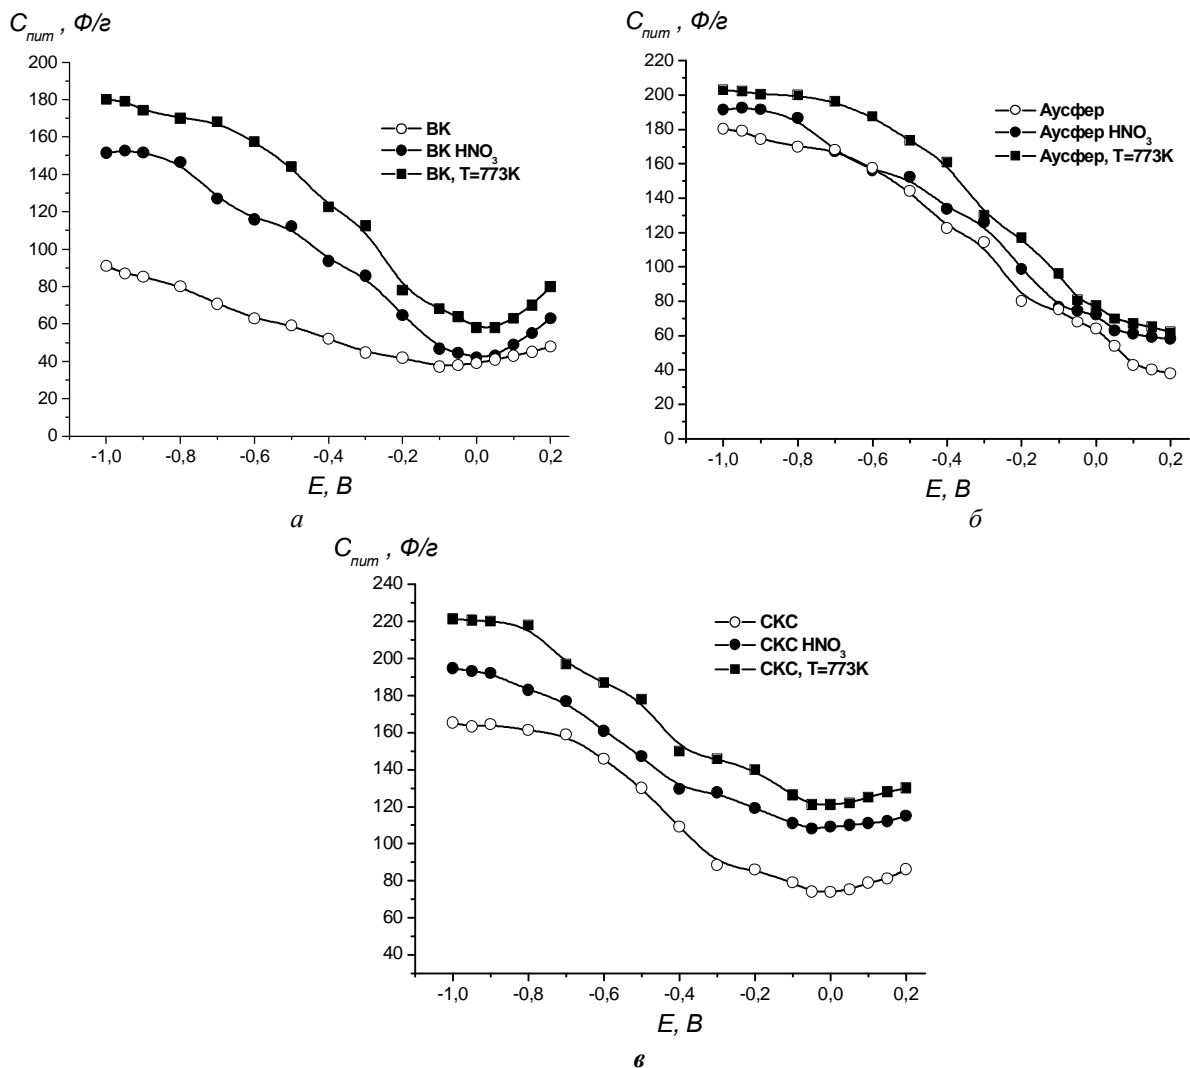 Спит , Ф/г
200
180
160
140
120
100
80
60
40
20
0
ВК
ВК HNO3
ВК, T=773K
-1,0 -0,8 -0,6 -0,4 -0,2 0,0 0,2
E, В
а
Спит , Ф/г
220
200
180
160
140
120
100
80
60
40
20
0
Аусфер
Аусфер HNO3
Аусфер, T=773K
-1,0 -0,8 -0,6 -0,4 -0,2 0,0 0,2
E, В
б
Спит , Ф/г
240
220
200
180
160
140
120
100
80
60
40
СКС
СКС HNO3
СКС, T=773K
-1,0 -0,8 -0,6 -0,4 -0,2 0,0 0,2
E, В
в